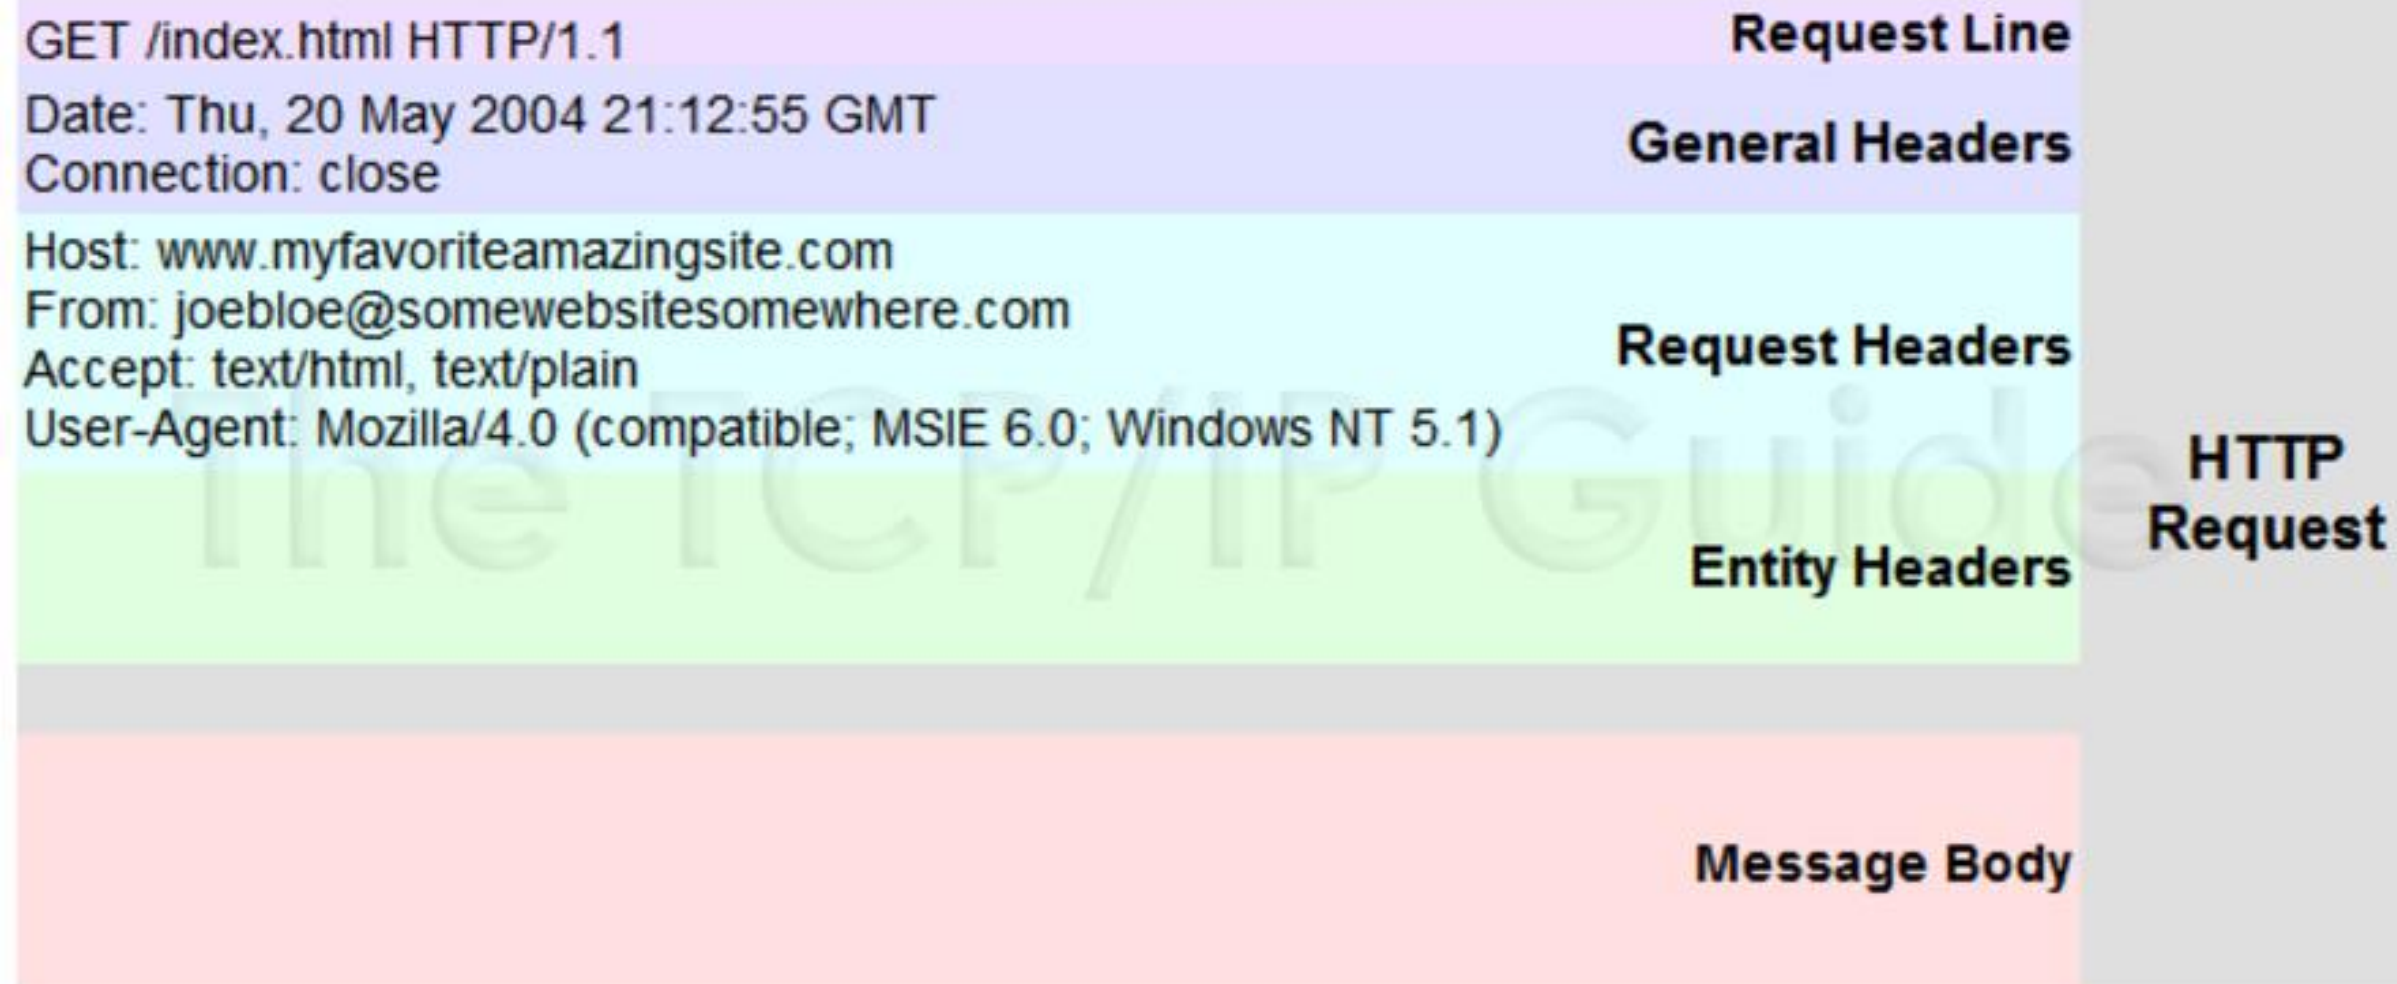 GET /index.html HTTP/1.1
Request Line
Date: Thu, 20 May 2004 21:12:55 GMT
Connection: close
General Headers
Host: www.myfavoriteamazingsite.com
From: joebloe@somewebsitesomewhere.com
Accept: text/html, text/plain
User-Agent: Mozilla/4.0 (compatible; MSIE 6.0; Windows NT 5.1)
Request Headers
The TCP/IP Guide
Entity Headers
Message Body
HTTP
Request